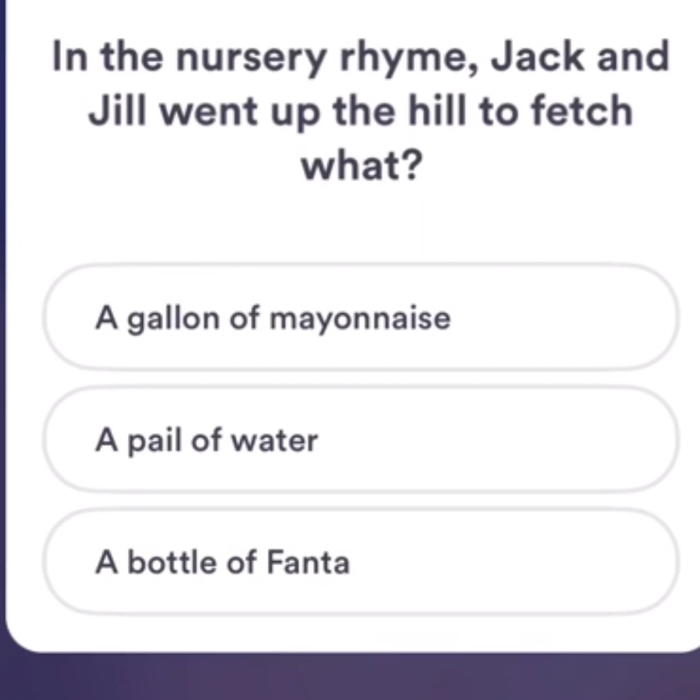 In the nursery rhyme, Jack and
Jill went up the hill to fetch
what?
A gallon of mayonnaise
A pail of water
A bottle of Fanta